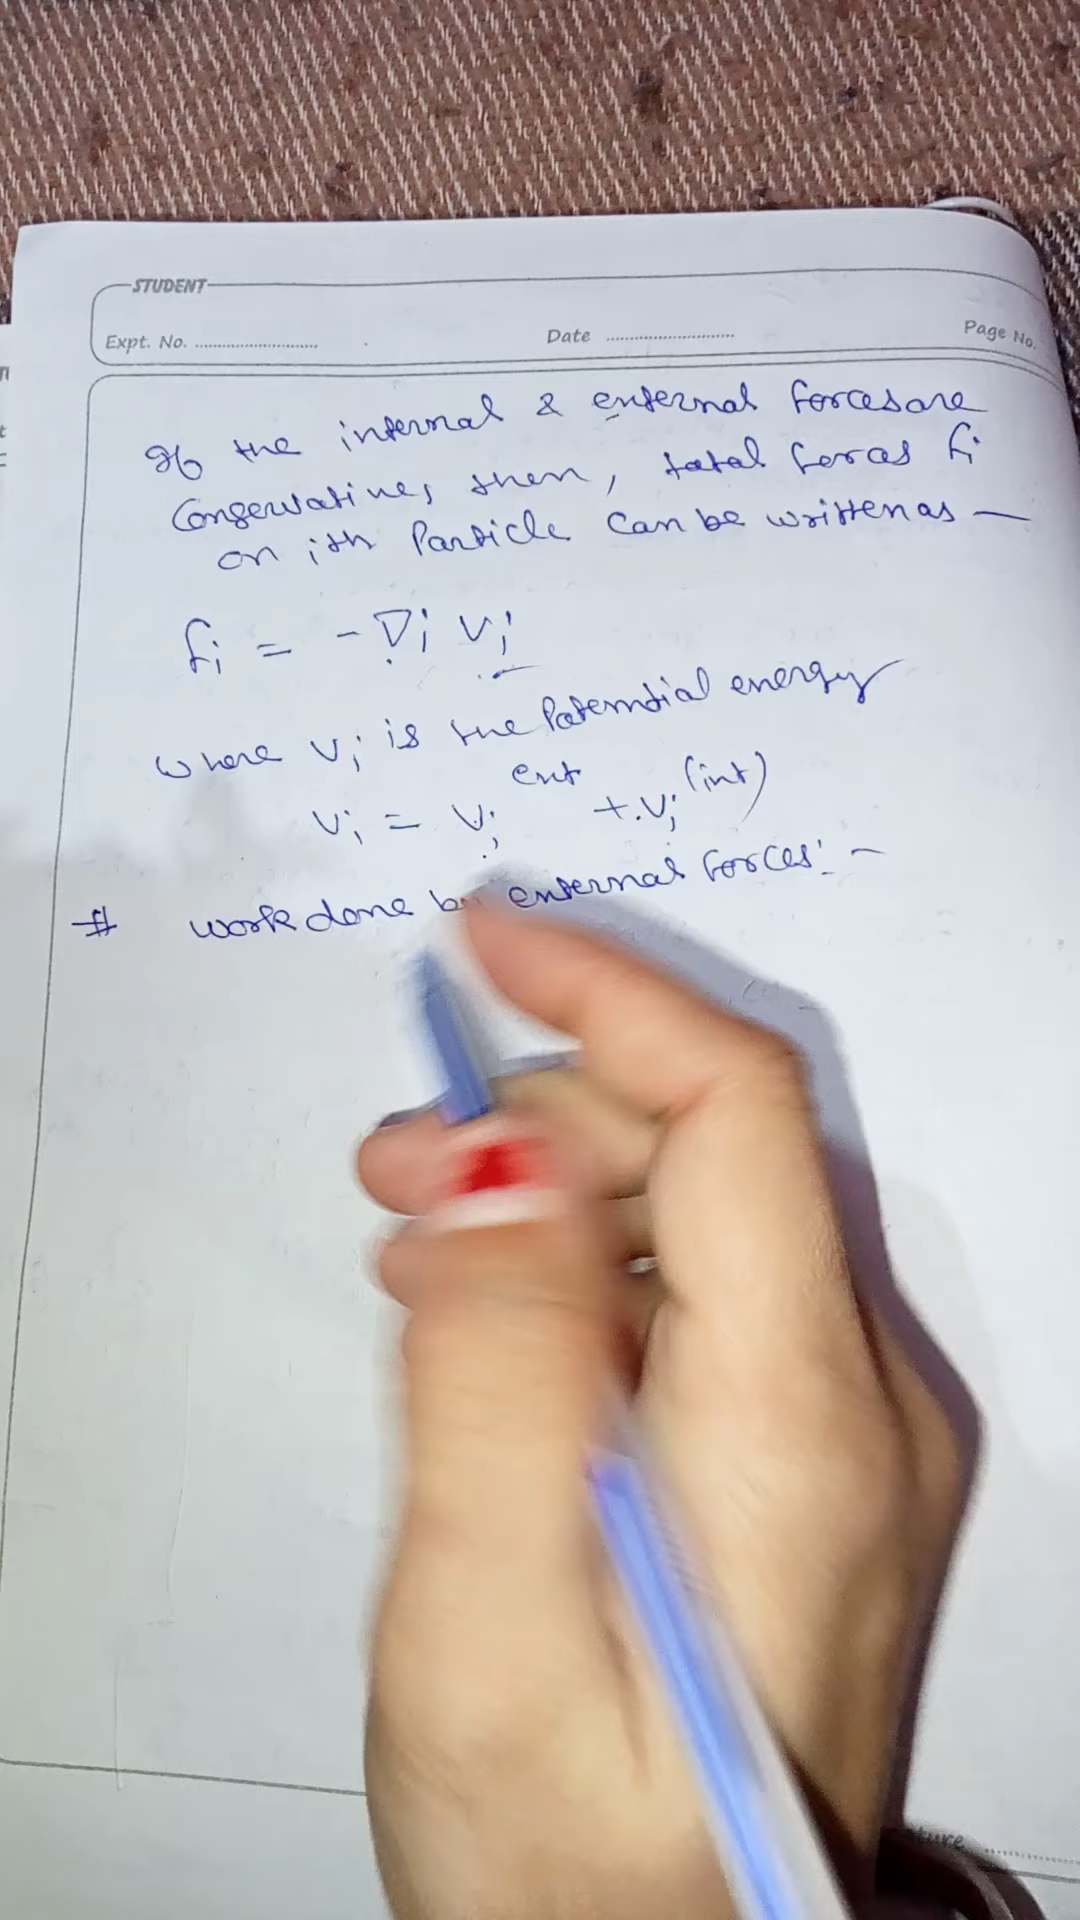 STUDENT
Expt. No. ........................... Date ............................. Page No.
If the internal & external forces are
Conservative, then, total forces Fi
on ith Particle can be written as —
Fi = - ∇i Vi
where Vi is the Potemtial energy
Vi = Vi ext + Vi (int)
# work done by external forces: -